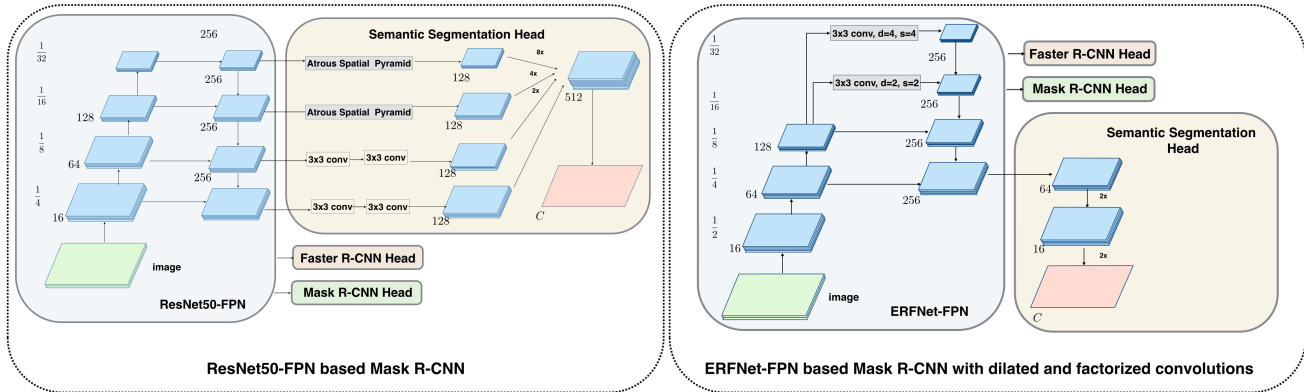 256
Semantic Segmentation Head
1/32
8x
Atrous Spatial Pyramid
4x
256
128
2x
1/16
512
128
Atrous Spatial Pyramid
256
128
1/8
64
3x3 conv
3x3 conv
256
128
1/4
16
3x3 conv
3x3 conv
128
C
image
Faster R-CNN Head
ResNet50-FPN
Mask R-CNN Head
ResNet50-FPN based Mask R-CNN
1/32
3x3 conv, d=4, s=4
Faster R-CNN Head
256
3x3 conv, d=2, s=2
Mask R-CNN Head
1/16
256
1/8
128
256
Semantic Segmentation
Head
1/4
64
256
64
2x
1/2
16
16
2x
image
ERFNet-FPN
C
ERFNet-FPN based Mask R-CNN with dilated and factorized convolutions